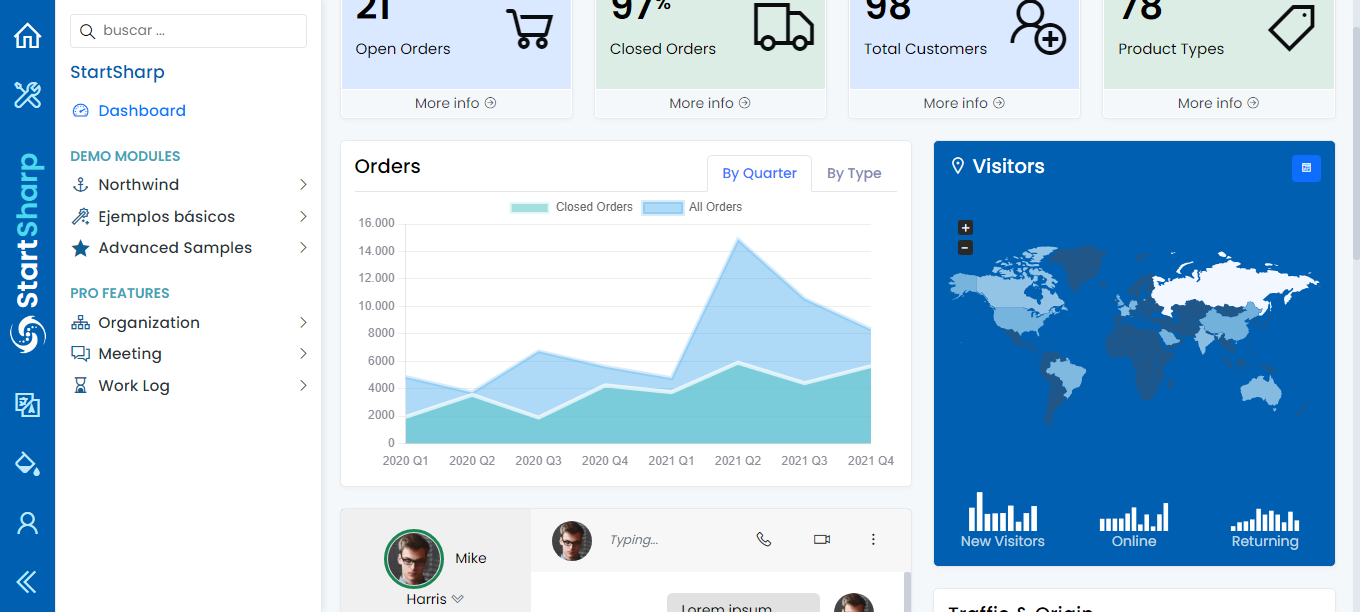 buscar ...
StartSharp
Dashboard
DEMO MODULES
Northwind
Ejemplos básicos
Advanced Samples
PRO FEATURES
Organization
Meeting
Work Log
StartSharp
21
Open Orders
More info
97%
Closed Orders
More info
98
Total Customers
More info
78
Product Types
More info
Orders
By Quarter
By Type
Closed Orders
All Orders
16.000
14.000
12.000
10.000
8000
6000
4000
2000
0
2020 Q1 2020 Q2 2020 Q3 2020 Q4 2021 Q1 2021 Q2 2021 Q3 2021 Q4
Visitors
+
−
New Visitors
Online
Returning
Mike
Harris
Typing...
Lorem ipsum
Traffic & Origin